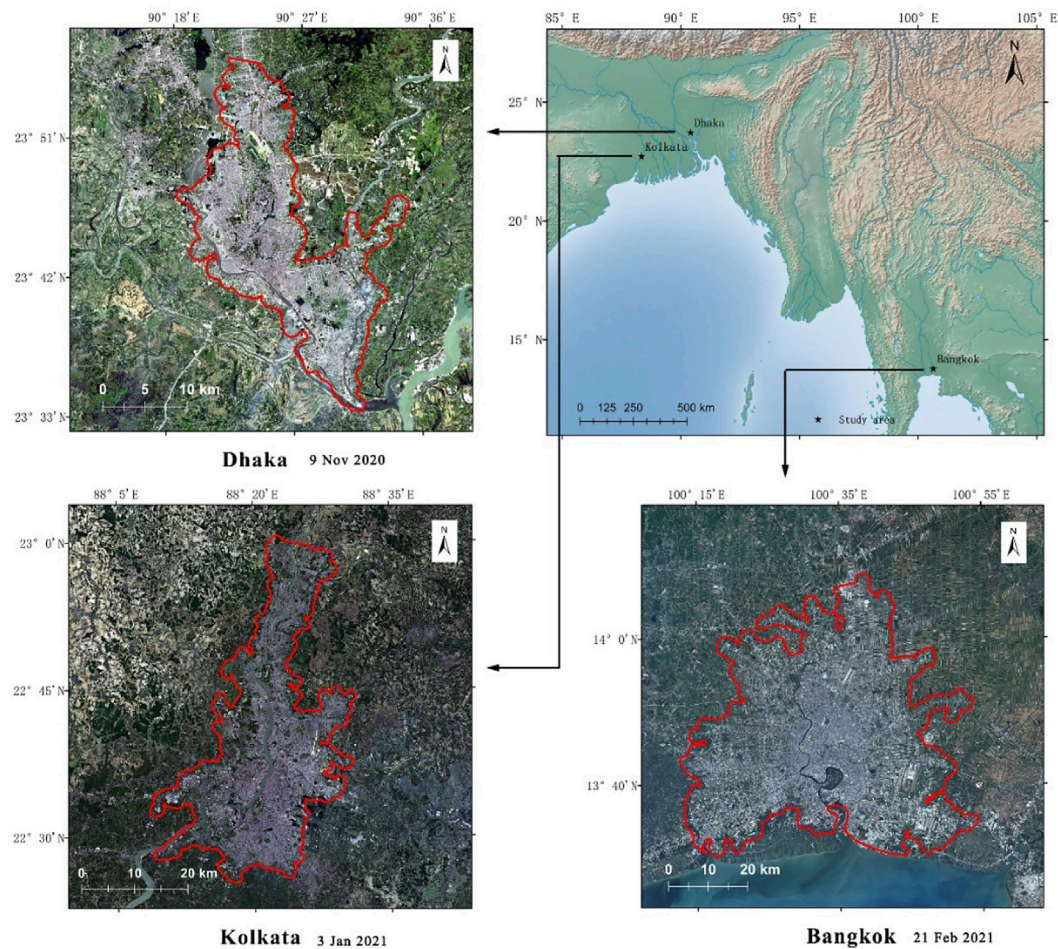 90° 18′ E 90° 27′ E 90° 36′ E
N
23° 51′ N
23° 42′ N
23° 33′ N
0 5 10 km
Dhaka 9 Nov 2020
85° E 90° E 95° E 100° E 105° E
N
25° N
20° N
15° N
Dhaka
Kolkata
Bangkok
0 125 250 500 km
Study area
88° 5′ E 88° 20′ E 88° 35′ E
N
23° 0′ N
22° 45′ N
22° 30′ N
0 10 20 km
Kolkata 3 Jan 2021
100° 15′ E 100° 35′ E 100° 55′ E
N
14° 0′ N
13° 40′ N
0 10 20 km
Bangkok 21 Feb 2021